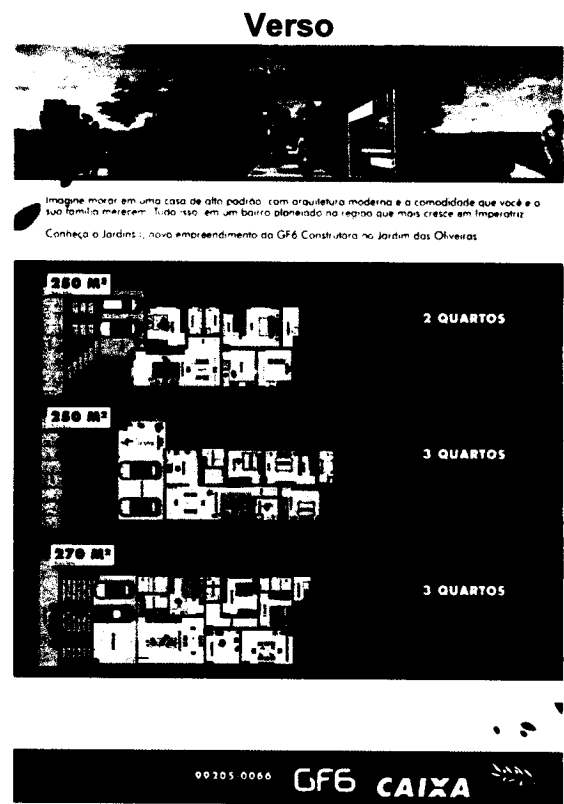 Verso
Imagine morar em uma casa de alto padrão com arquitetura moderna e a comodidade que você e a
sua família merecem. Tudo isso em um bairro planejado na região que mais cresce em Imperatriz
Conheça o Jardins novo empreendimento da GF6 Construtora no Jardim das Oliveiras
250 M²
2 QUARTOS
250 M²
3 QUARTOS
270 M²
3 QUARTOS
99205-0066 GF6 CAIXA